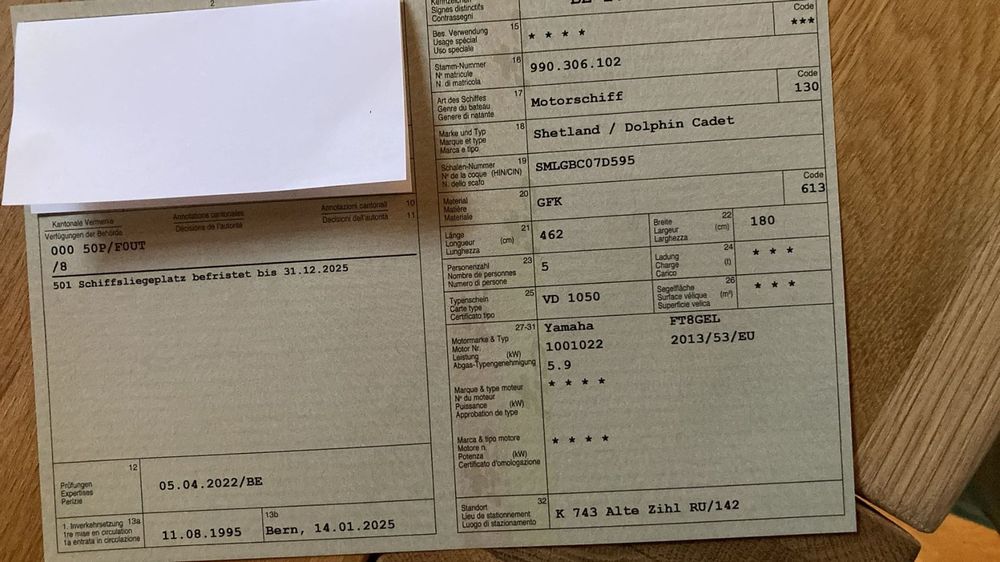 2
Kantonale Vermerke
Annotations cantonales
Annotazioni cantonali 10
Verfügungen der Behörde
Décisions de l'autorité
Decisioni dell'autorità 11
000 50P/F0UT
/8
501 Schiffsliegeplatz befristet bis 31.12.2025
12
Prüfungen
Expertises
Perizie
05.04.2022/BE
1. Inverkehrsetzung 13a
1re mise en circulation
1a entrata in circolazione
11.08.1995
13b
Bern, 14.01.2025
Kennzeichen
Signes distinctifs
Contrassegni
Code
***
15
Bes. Verwendung
Usage spécial
Uso speciale
* * * *
16
Stamm-Nummer
N° matricule
N. di matricola
990.306.102
17
Art des Schiffes
Genre du bateau
Genere di natante
Motorschiff
Code
130
18
Marke und Typ
Marque et type
Marca e tipo
Shetland / Dolphin Cadet
19
Schalen-Nummer
N° de la coque (HIN/CIN)
N. dello scafo
SMLGBC07D595
20
Material
Matière
Materiale
GFK
Code
613
21
Länge
Longueur (cm)
Lunghezza
462
22
Breite
Largeur (cm)
Larghezza
180
23
Personenzahl
Nombre de personnes
Numero di persone
5
24
Ladung
Charge (t)
Carico
* * *
25
Typenschein
Carte type
Certificato tipo
VD 1050
26
Segelfläche
Surface vélique (m²)
Superficie velica
* * *
27-31
Motormarke & Typ
Motor Nr.
Leistung (kW)
Abgas-Typengenehmigung
Yamaha FT8GEL
1001022 2013/53/EU
5.9
* * * *
Marque & type moteur
N° du moteur
Puissance (kW)
Approbation de type
* * * *
Marca & tipo motore
Motore n.
Potenza (kW)
Certificato d'omologazione
32
Standort
Lieu de stationnement
Luogo di stazionamento
K 743 Alte Zihl RU/142